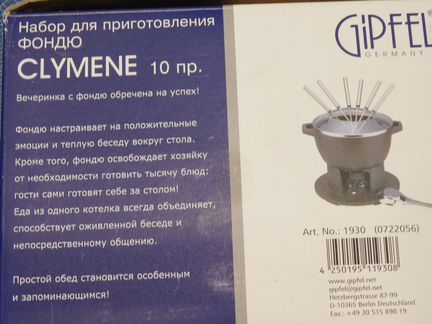 Набор для приготовления
ФОНДЮ
CLYMENE 10 пр.
Вечеринка с фондю обречена на успех!
Фондю настраивает на положительные
эмоции и теплую беседу вокруг стола.
Кроме того, фондю освобождает хозяйку
от необходимости готовить тысячу блюд:
гости сами готовят себе за столом!
Еда из одного котелка всегда объединяет,
способствует оживленной беседе и
непосредственному общению.
Простой обед становится особенным
и запоминающимся!
GiPFEL
GERMANY
Art. No.: 1930 (0722056)
4 250195 119308
www.gipfel.net
gipfel@gipfel.net
Herzbergstrasse 87-99
D-10365 Berlin Deutschland
Fax.: +49 30 515 898 19